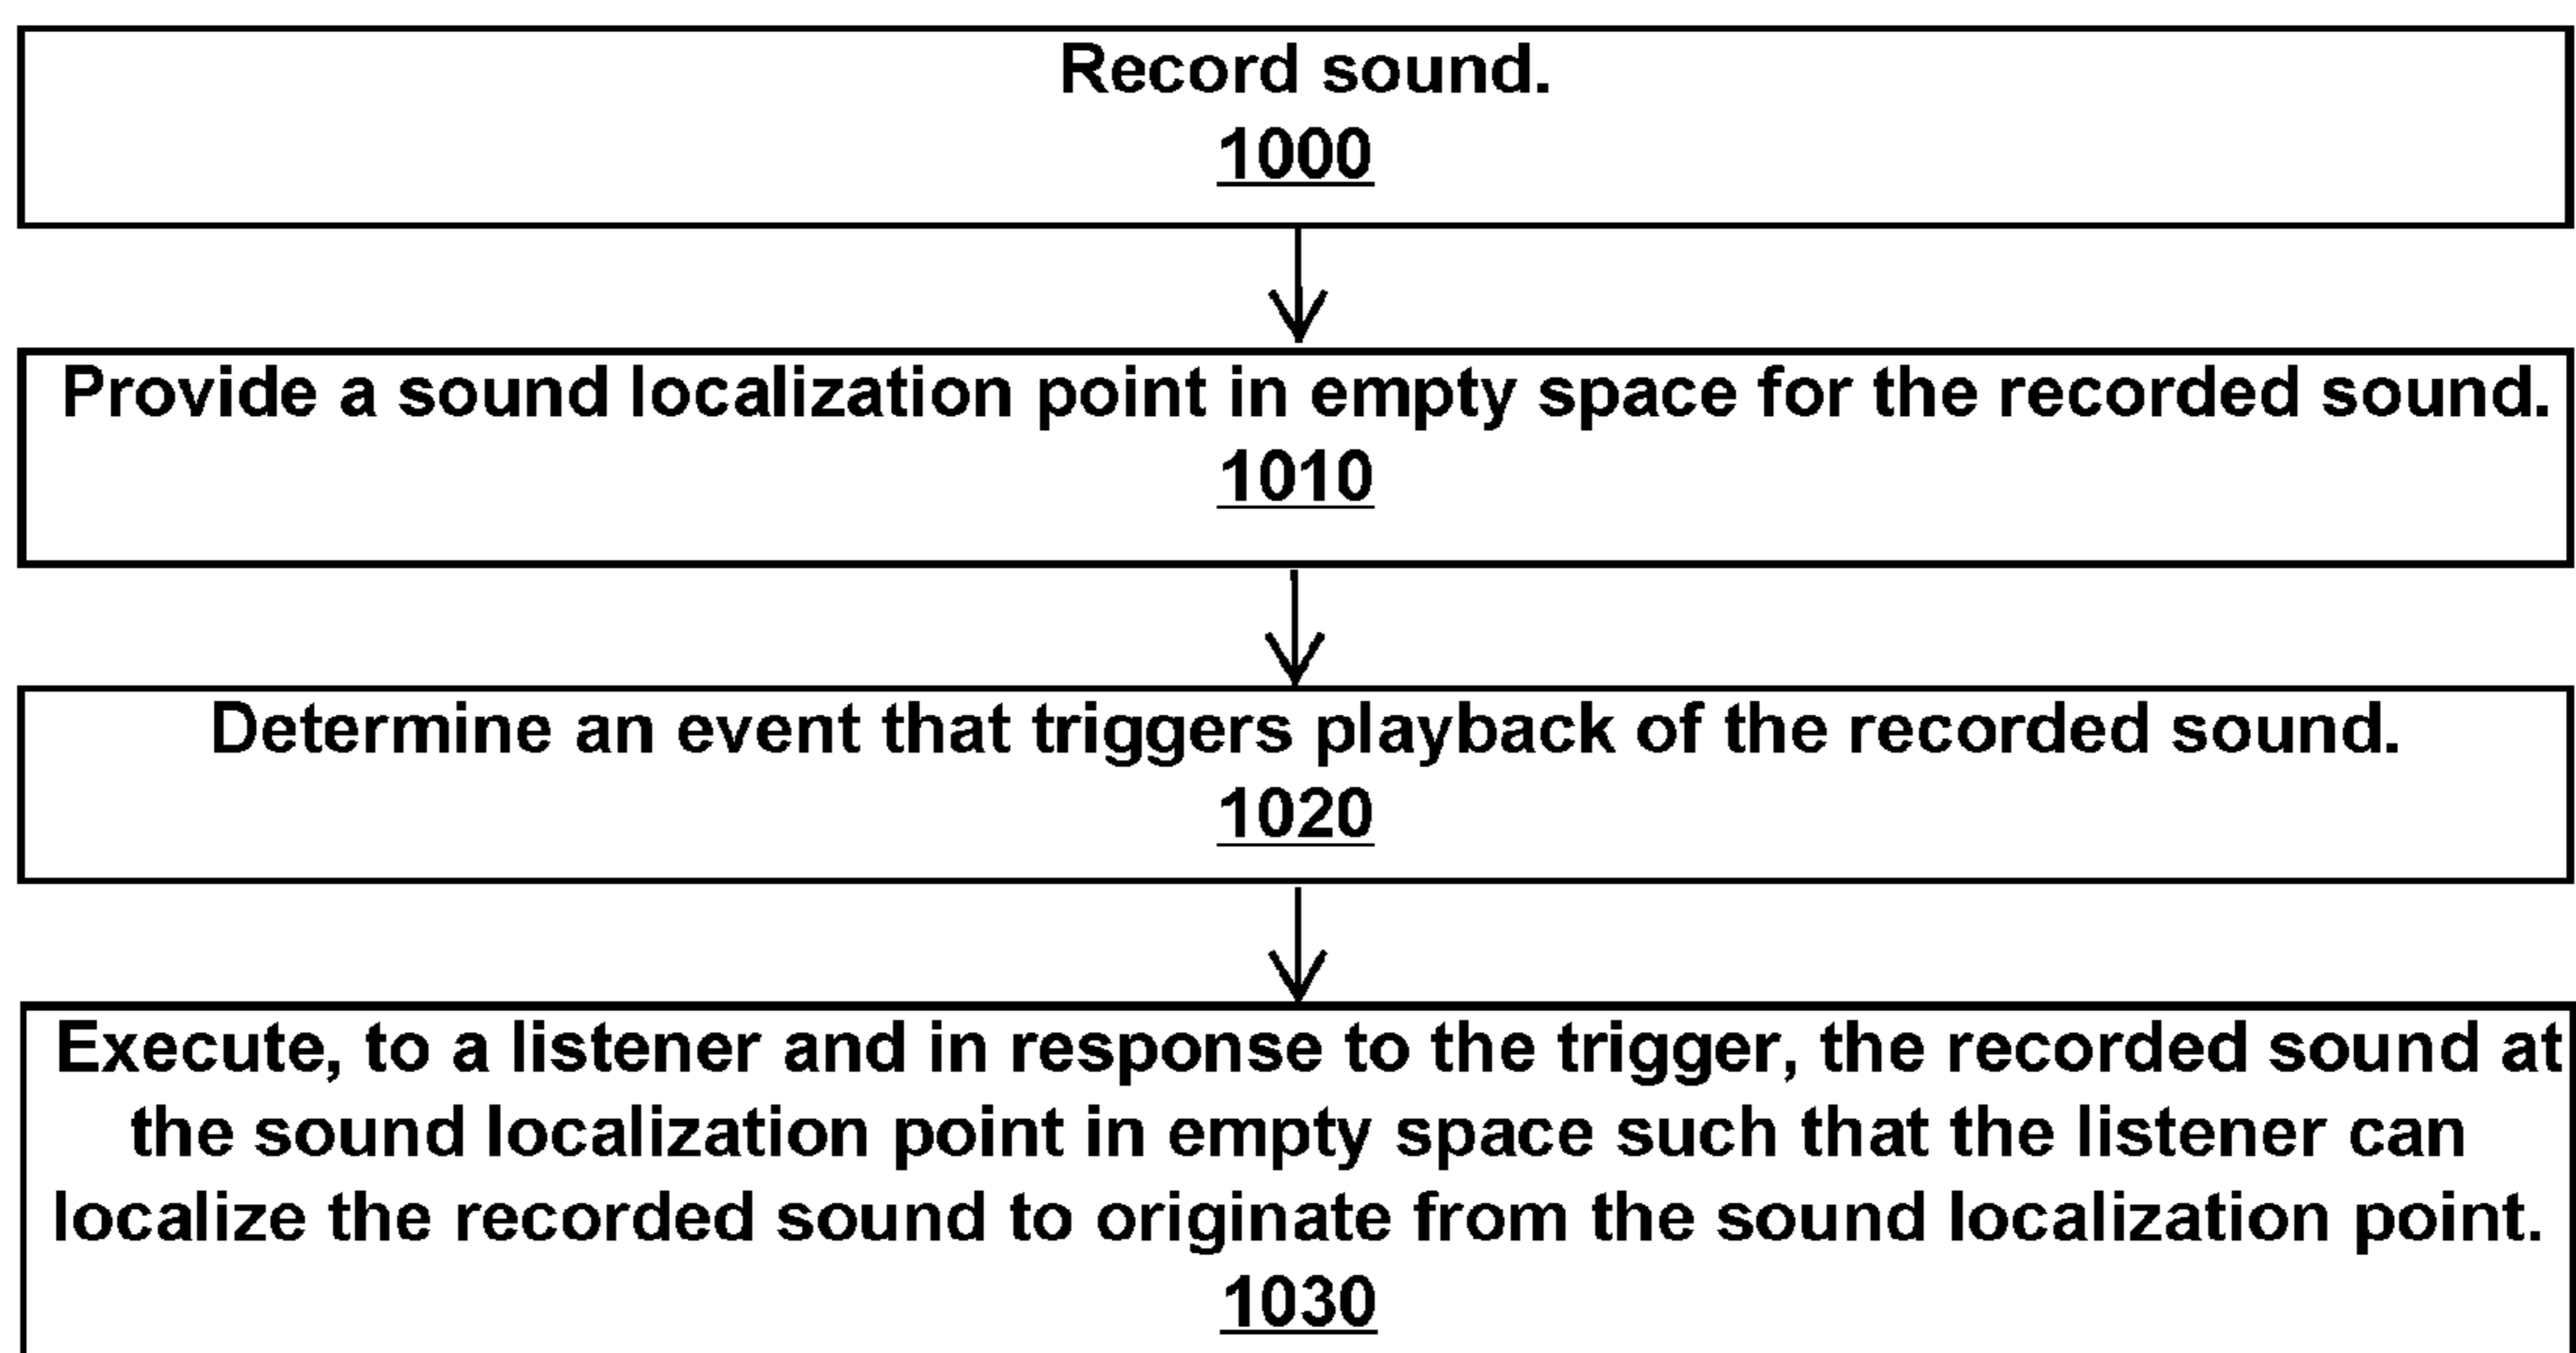 Record sound.
1000
Provide a sound localization point in empty space for the recorded sound.
1010
Determine an event that triggers playback of the recorded sound.
1020
Execute, to a listener and in response to the trigger, the recorded sound at
the sound localization point in empty space such that the listener can
localize the recorded sound to originate from the sound localization point.
1030